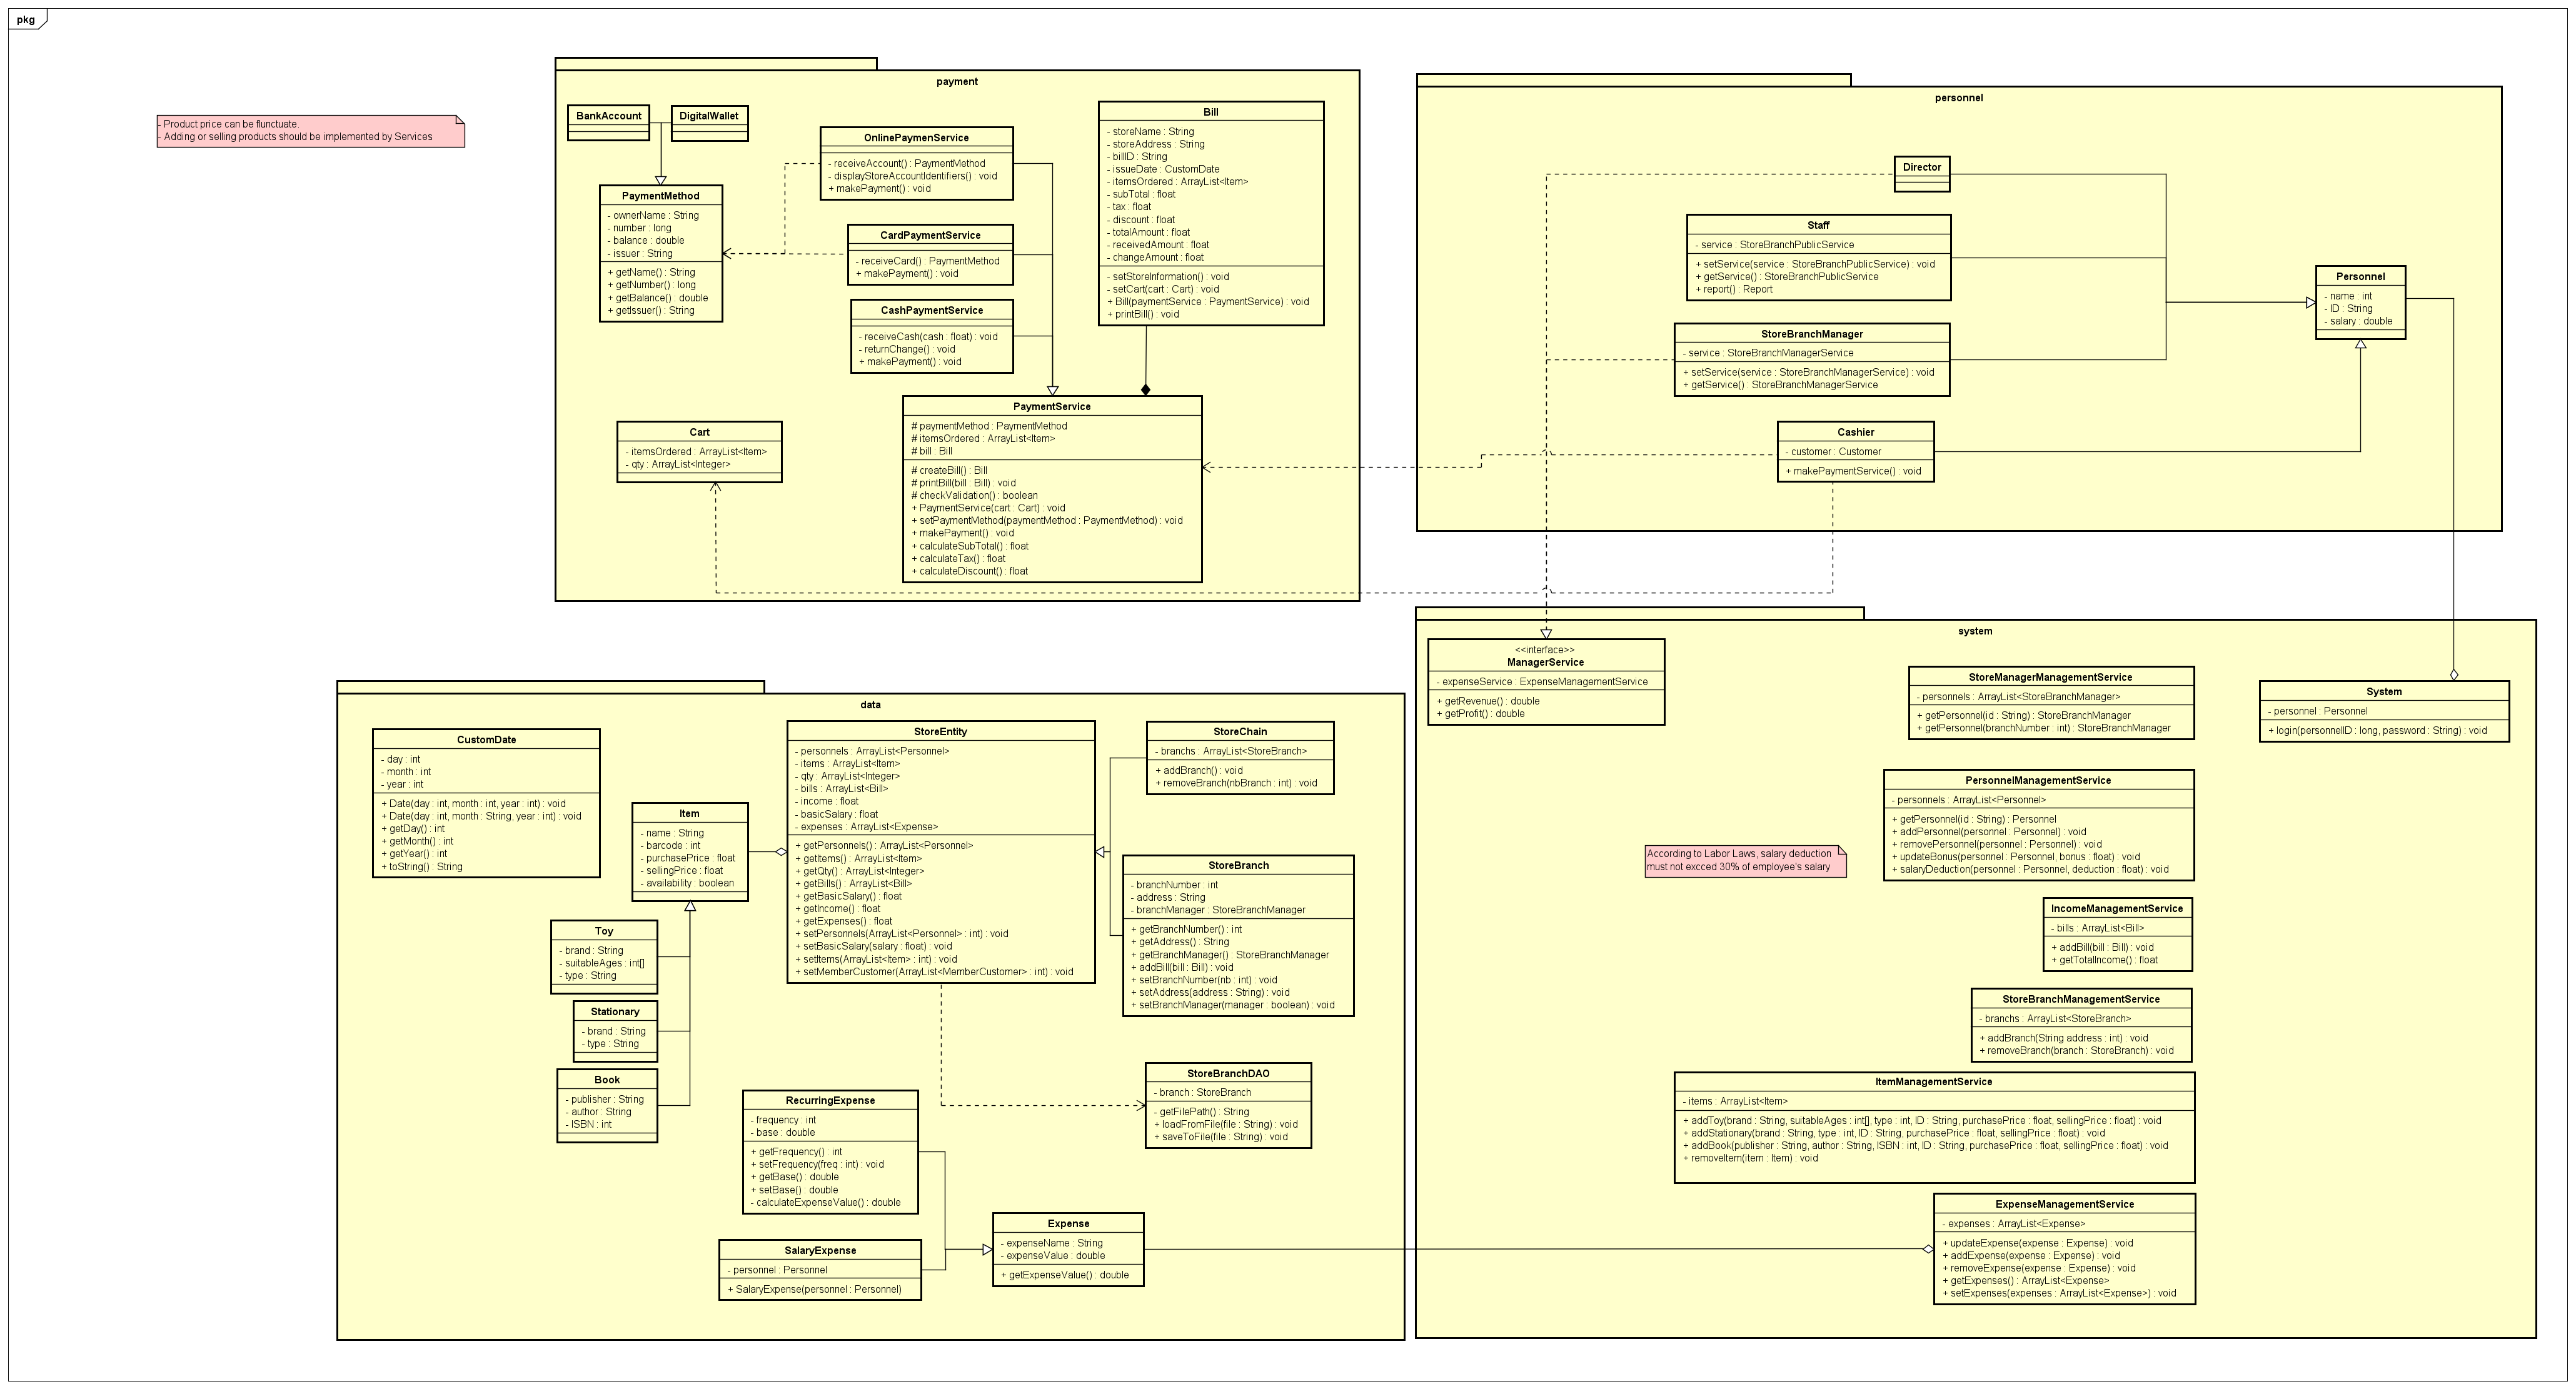 pkg
- Product price can be flunctuate.
- Adding or selling products should be implemented by Services
payment
BankAccount
DigitalWallet
PaymentMethod
- ownerName : String
- number : long
- balance : double
- issuer : String
+ getName() : String
+ getNumber() : long
+ getBalance() : double
+ getIssuer() : String
OnlinePaymenService
- receiveAccount() : PaymentMethod
- displayStoreAccountIdentifiers() : void
+ makePayment() : void
CardPaymentService
- receiveCard() : PaymentMethod
+ makePayment() : void
CashPaymentService
- receiveCash(cash : float) : void
- returnChange() : void
+ makePayment() : void
Bill
- storeName : String
- storeAddress : String
- billID : String
- issueDate : CustomDate
- itemsOrdered : ArrayList<Item>
- subTotal : float
- tax : float
- discount : float
- totalAmount : float
- receivedAmount : float
- changeAmount : float
- setStoreInformation() : void
- setCart(cart : Cart) : void
+ Bill(paymentService : PaymentService) : void
+ printBill() : void
Cart
- itemsOrdered : ArrayList<Item>
- qty : ArrayList<Integer>
PaymentService
# paymentMethod : PaymentMethod
# itemsOrdered : ArrayList<Item>
# bill : Bill
# createBill() : Bill
# printBill(bill : Bill) : void
# checkValidation() : boolean
+ PaymentService(cart : Cart) : void
+ setPaymentMethod(paymentMethod : PaymentMethod) : void
+ makePayment() : void
+ calculateSubTotal() : float
+ calculateTax() : float
+ calculateDiscount() : float
personnel
Director
Staff
- service : StoreBranchPublicService
+ setService(service : StoreBranchPublicService) : void
+ getService() : StoreBranchPublicService
+ report() : Report
StoreBranchManager
- service : StoreBranchManagerService
+ setService(service : StoreBranchManagerService) : void
+ getService() : StoreBranchManagerService
Cashier
- customer : Customer
+ makePaymentService() : void
Personnel
- name : int
- ID : String
- salary : double
data
CustomDate
- day : int
- month : int
- year : int
+ Date(day : int, month : int, year : int) : void
+ Date(day : int, month : String, year : int) : void
+ getDay() : int
+ getMonth() : int
+ getYear() : int
+ toString() : String
Item
- name : String
- barcode : int
- purchasePrice : float
- sellingPrice : float
- availability : boolean
Toy
- brand : String
- suitableAges : int[]
- type : String
Stationary
- brand : String
- type : String
Book
- publisher : String
- author : String
- ISBN : int
StoreEntity
- personnels : ArrayList<Personnel>
- items : ArrayList<Item>
- qty : ArrayList<Integer>
- bills : ArrayList<Bill>
- income : float
- basicSalary : float
- expenses : ArrayList<Expense>
+ getPersonnels() : ArrayList<Personnel>
+ getItems() : ArrayList<Item>
+ getQty() : ArrayList<Integer>
+ getBills() : ArrayList<Bill>
+ getBasicSalary() : float
+ getIncome() : float
+ getExpenses() : float
+ setPersonnels(ArrayList<Personnel> : int) : void
+ setBasicSalary(salary : float) : void
+ setItems(ArrayList<Item> : int) : void
+ setMemberCustomer(ArrayList<MemberCustomer> : int) : void
StoreChain
- branchs : ArrayList<StoreBranch>
+ addBranch() : void
+ removeBranch(nbBranch : int) : void
StoreBranch
- branchNumber : int
- address : String
- branchManager : StoreBranchManager
+ getBranchNumber() : int
+ getAddress() : String
+ getBranchManager() : StoreBranchManager
+ addBill(bill : Bill) : void
+ setBranchNumber(nb : int) : void
+ setAddress(address : String) : void
+ setBranchManager(manager : boolean) : void
StoreBranchDAO
- branch : StoreBranch
- getFilePath() : String
+ loadFromFile(file : String) : void
+ saveToFile(file : String) : void
RecurringExpense
- frequency : int
- base : double
+ getFrequency() : int
+ setFrequency(freq : int) : void
+ getBase() : double
+ setBase() : double
- calculateExpenseValue() : double
SalaryExpense
- personnel : Personnel
+ SalaryExpense(personnel : Personnel)
Expense
- expenseName : String
- expenseValue : double
+ getExpenseValue() : double
system
<<interface>>
ManagerService
- expenseService : ExpenseManagementService
+ getRevenue() : double
+ getProfit() : double
StoreManagerManagementService
- personnels : ArrayList<StoreBranchManager>
+ getPersonnel(id : String) : StoreBranchManager
+ getPersonnel(branchNumber : int) : StoreBranchManager
System
- personnel : Personnel
+ login(personnelID : long, password : String) : void
PersonnelManagementService
- personnels : ArrayList<Personnel>
+ getPersonnel(id : String) : Personnel
+ addPersonnel(personnel : Personnel) : void
+ removePersonnel(personnel : Personnel) : void
+ updateBonus(personnel : Personnel, bonus : float) : void
+ salaryDeduction(personnel : Personnel, deduction : float) : void
According to Labor Laws, salary deduction
must not excced 30% of employee's salary
IncomeManagementService
- bills : ArrayList<Bill>
+ addBill(bill : Bill) : void
+ getTotalIncome() : float
StoreBranchManagementService
- branchs : ArrayList<StoreBranch>
+ addBranch(String address : int) : void
+ removeBranch(branch : StoreBranch) : void
ItemManagementService
- items : ArrayList<Item>
+ addToy(brand : String, suitableAges : int[], type : int, ID : String, purchasePrice : float, sellingPrice : float) : void
+ addStationary(brand : String, type : int, ID : String, purchasePrice : float, sellingPrice : float) : void
+ addBook(publisher : String, author : String, ISBN : int, ID : String, purchasePrice : float, sellingPrice : float) : void
+ removeItem(item : Item) : void
ExpenseManagementService
- expenses : ArrayList<Expense>
+ updateExpense(expense : Expense) : void
+ addExpense(expense : Expense) : void
+ removeExpense(expense : Expense) : void
+ getExpenses() : ArrayList<Expense>
+ setExpenses(expenses : ArrayList<Expense>) : void